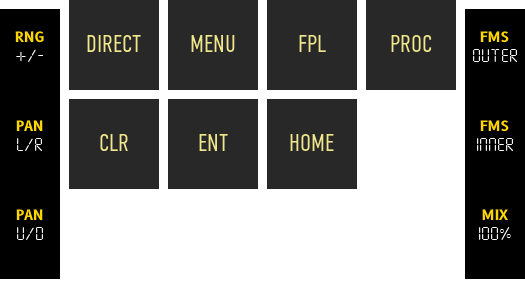 RNG
+/-
DIRECT
MENU
FPL
PROC
FMS
OUTER
PAN
L/R
CLR
ENT
HOME
FMS
INNER
PAN
U/D
MIX
100%